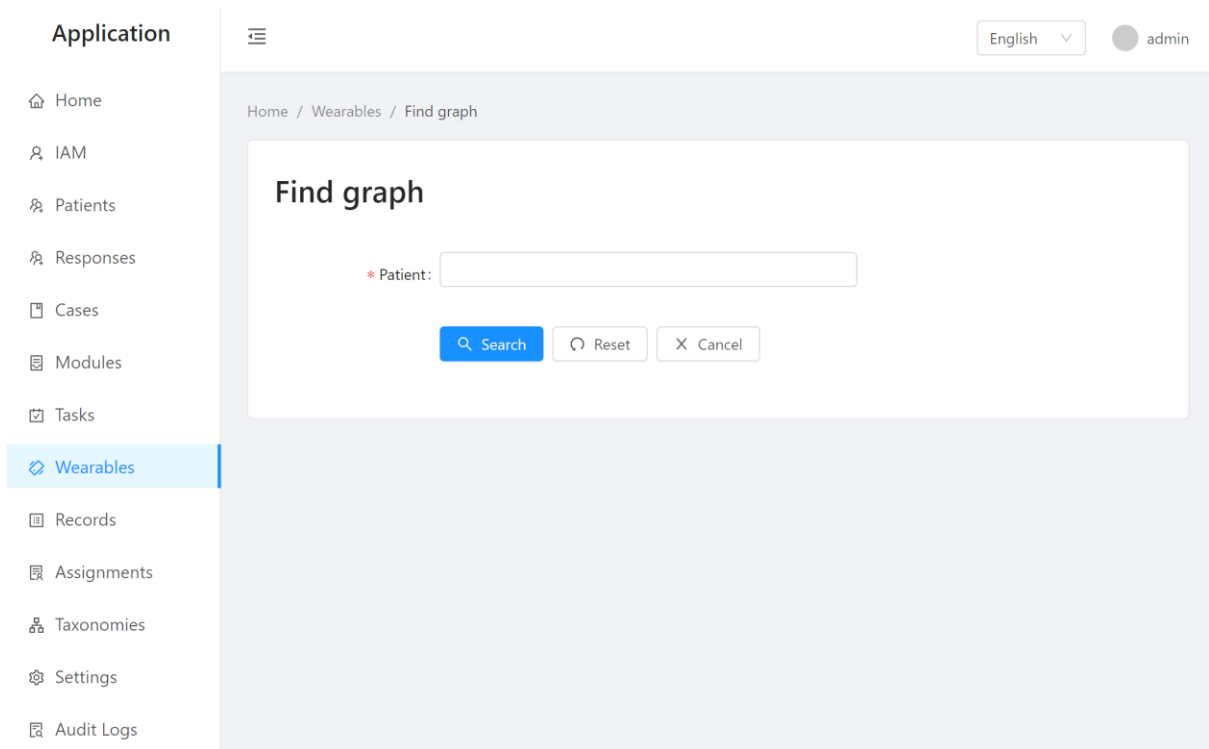 Application
English
admin
Home
IAM
Patients
Responses
Cases
Modules
Tasks
Wearables
Records
Assignments
Taxonomies
Settings
Audit Logs
Home / Wearables / Find graph
Find graph
* Patient:
Search
Reset
Cancel